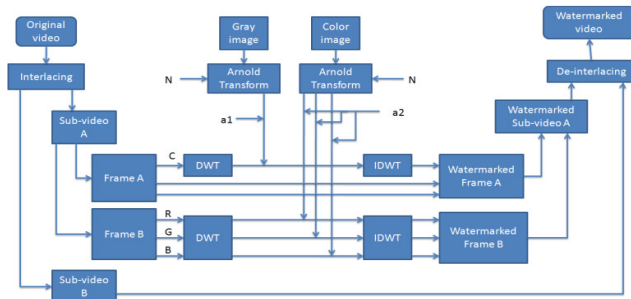 Original
video
Gray
image
Color
image
Watermarked
video
Interlacing
N
Arnold
Transform
Arnold
Transform
N
De-interlacing
Sub-video
A
a1
a2
Watermarked
Sub-video A
Frame A
C
DWT
IDWT
Watermarked
Frame A
Frame B
R
G
B
DWT
IDWT
Watermarked
Frame B
Sub-video
B